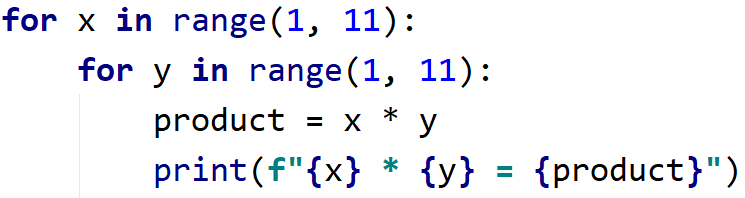 for x in range(1, 11):
    for y in range(1, 11):
        product = x * y
        print(f"{x} * {y} = {product}")